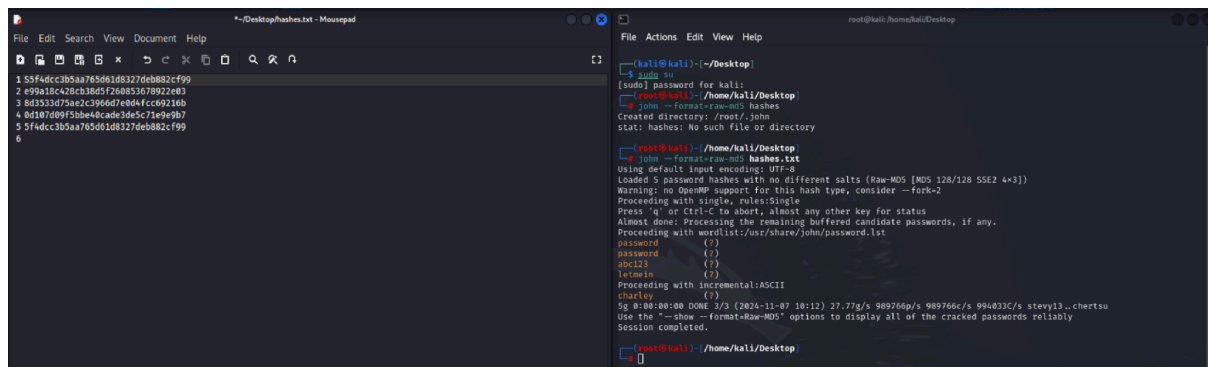 *~/Desktop/hashes.txt - Mousepad
File Edit Search View Document Help
1 55f4dcc3b5aa765d61d8327deb882cf99
2 e99a18c428cb38d5f260853678922e03
3 8d3533d75ae2c3966d7e0d4fcc69216b
4 0d107d09f5bbe40cade3de5c71e9e9b7
5 5f4dcc3b5aa765d61d8327deb882cf99
6
root@kali: /home/kali/Desktop
File Actions Edit View Help
(kali㉿kali)-[~/Desktop]
$ sudo su
[sudo] password for kali:
(root㉿kali)-[/home/kali/Desktop]
# john --format=raw-md5 hashes
Created directory: /root/.john
stat: hashes: No such file or directory
(root㉿kali)-[/home/kali/Desktop]
# john --format=raw-md5 hashes.txt
Using default input encoding: UTF-8
Loaded 5 password hashes with no different salts (Raw-MD5 [MD5 128/128 SSE2 4×3])
Warning: no OpenMP support for this hash type, consider --fork=2
Proceeding with single, rules:Single
Press 'q' or Ctrl-C to abort, almost any other key for status
Almost done: Processing the remaining buffered candidate passwords, if any.
Proceeding with wordlist:/usr/share/john/password.lst
password (?)
password (?)
abc123 (?)
letmein (?)
Proceeding with incremental:ASCII
charley (?)
5g 0:00:00:00 DONE 3/3 (2024-11-07 10:12) 27.77g/s 989766p/s 989766c/s 994033C/s stevy13..chertsu
Use the "--show --format=Raw-MD5" options to display all of the cracked passwords reliably
Session completed.
(root㉿kali)-[/home/kali/Desktop]
#